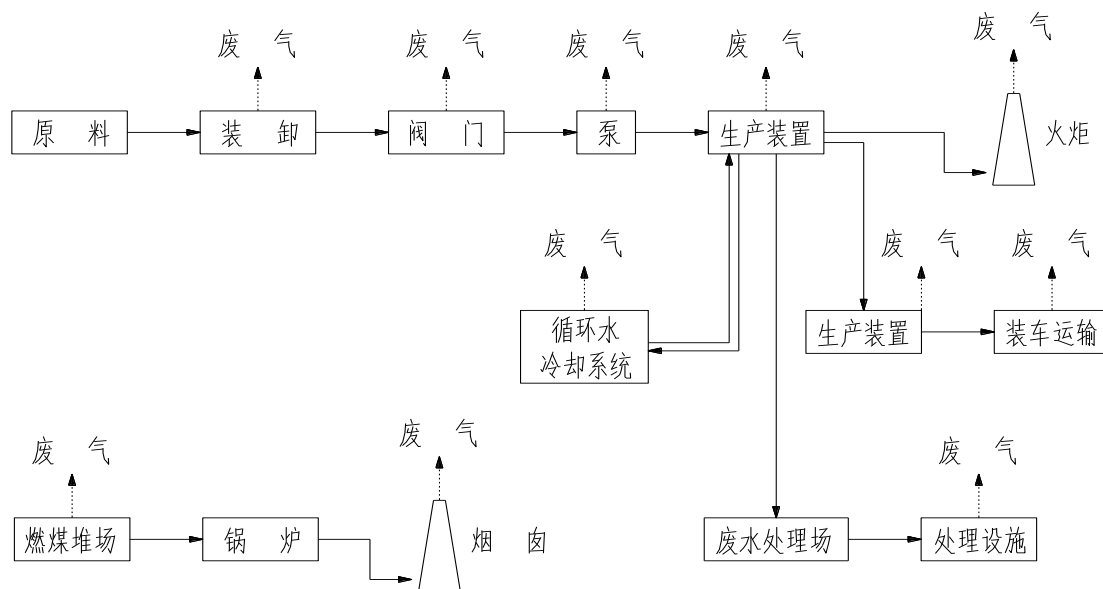 废 气
废 气
废 气
废 气
废 气
原 料
装 卸
阀 门
泵
生产装置
火炬
废 气
废 气
废 气
循环水
冷却系统
生产装置
装车运输
废 气
废 气
废 气
燃煤堆场
锅 炉
烟 囱
废水处理场
处理设施